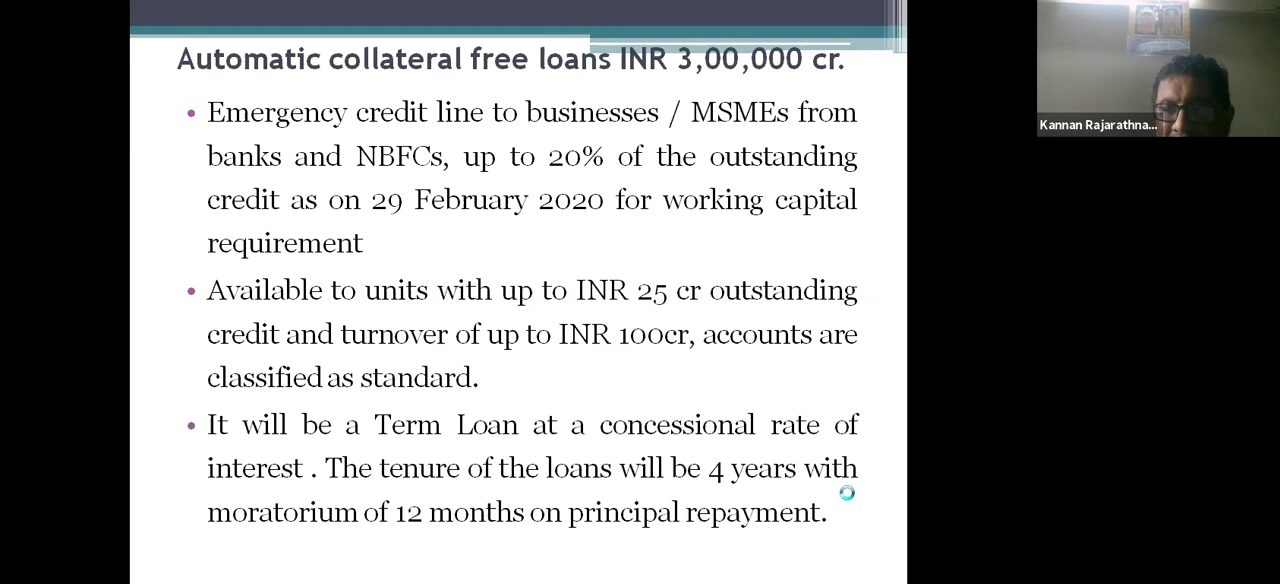 Automatic collateral free loans INR 3,00,000 cr.
• Emergency credit line to businesses / MSMEs from
banks and NBFCs, up to 20% of the outstanding
credit as on 29 February 2020 for working capital
requirement
• Available to units with up to INR 25 cr outstanding
credit and turnover of up to INR 100cr, accounts are
classified as standard.
• It will be a Term Loan at a concessional rate of
interest . The tenure of the loans will be 4 years with
moratorium of 12 months on principal repayment.
Kannan Rajarathna...